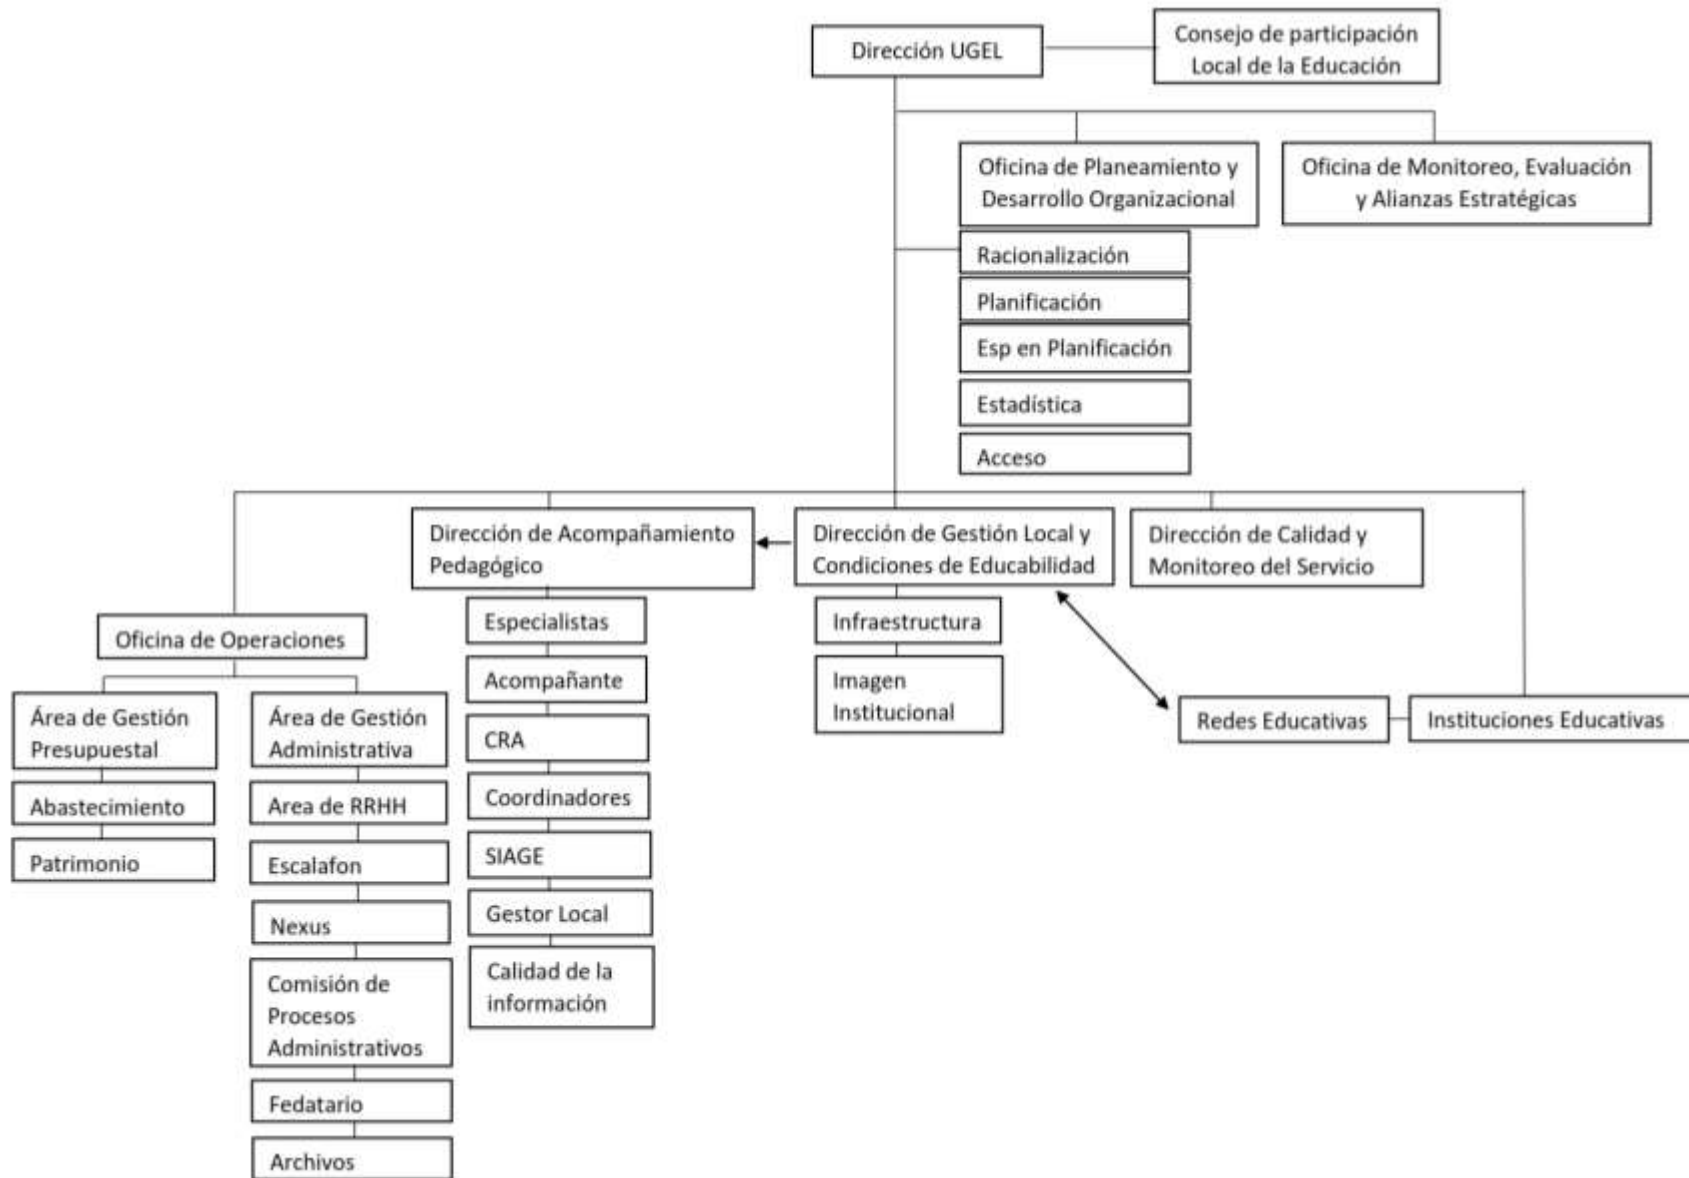 Dirección UGEL
Consejo de participación
Local de la Educación
Oficina de Planeamiento y
Desarrollo Organizacional
Oficina de Monitoreo, Evaluación
y Alianzas Estratégicas
Racionalización
Planificación
Esp en Planificación
Estadística
Acceso
Dirección de Acompañamiento
Pedagógico
Dirección de Gestión Local y
Condiciones de Educabilidad
Dirección de Calidad y
Monitoreo del Servicio
Oficina de Operaciones
Área de Gestión
Presupuestal
Abastecimiento
Patrimonio
Área de Gestión
Administrativa
Area de RRHH
Escalafon
Nexus
Comisión de
Procesos
Administrativos
Fedatario
Archivos
Especialistas
Acompañante
CRA
Coordinadores
SIAGE
Gestor Local
Calidad de la
información
Infraestructura
Imagen
Institucional
Redes Educativas
Instituciones Educativas